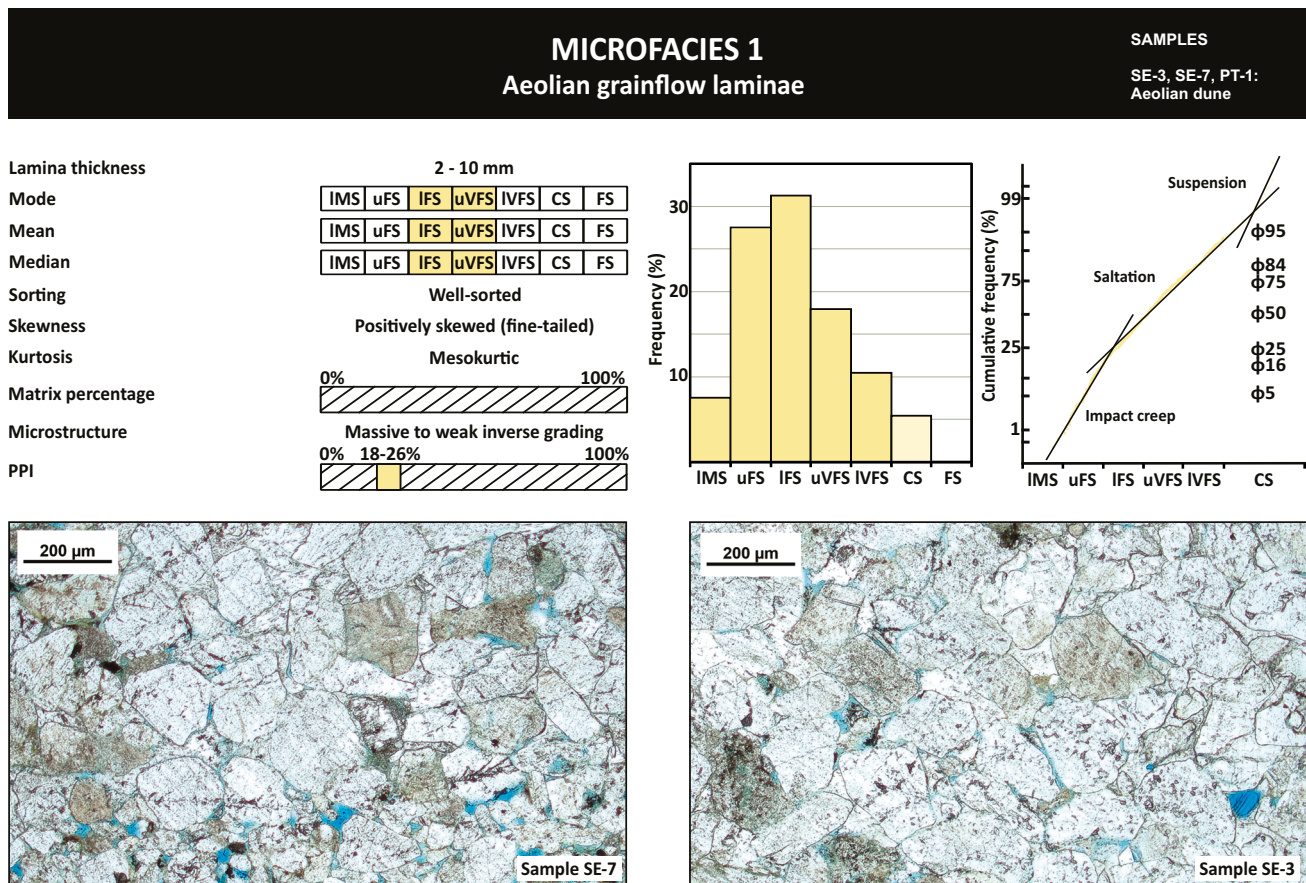 MICROFACIES 1
Aeolian grainflow laminae
SAMPLES
SE-3, SE-7, PT-1:
Aeolian dune
Lamina thickness 2 - 10 mm
Mode lMS uFS lFS uVFS lVFS CS FS
Mean lMS uFS lFS uVFS lVFS CS FS
Median lMS uFS lFS uVFS lVFS CS FS
Sorting Well-sorted
Skewness Positively skewed (fine-tailed)
Kurtosis Mesokurtic
0% 100%
Matrix percentage
Microstructure Massive to weak inverse grading
0% 18-26% 100%
PPI
Frequency (%)
30
20
10
lMS uFS lFS uVFS lVFS CS FS
Cumulative frequency (%)
99
75
25
1
Suspension
Saltation
Impact creep
ϕ95
ϕ84
ϕ75
ϕ50
ϕ25
ϕ16
ϕ5
lMS uFS lFS uVFS lVFS CS
200 µm
Sample SE-7
200 µm
Sample SE-3